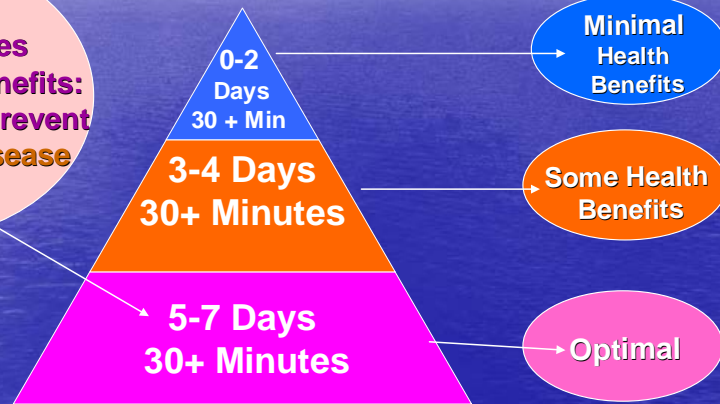 es
nefits:
revent
sease
0-2
Days
30 + Min
3-4 Days
30+ Minutes
5-7 Days
30+ Minutes
Minimal
Health
Benefits
Some Health
Benefits
Optimal